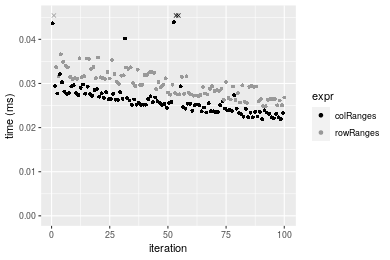 0.04
0.03
0.02
0.01
0.00
time (ms)
0 25 50 75 100
iteration
expr
colRanges
rowRanges